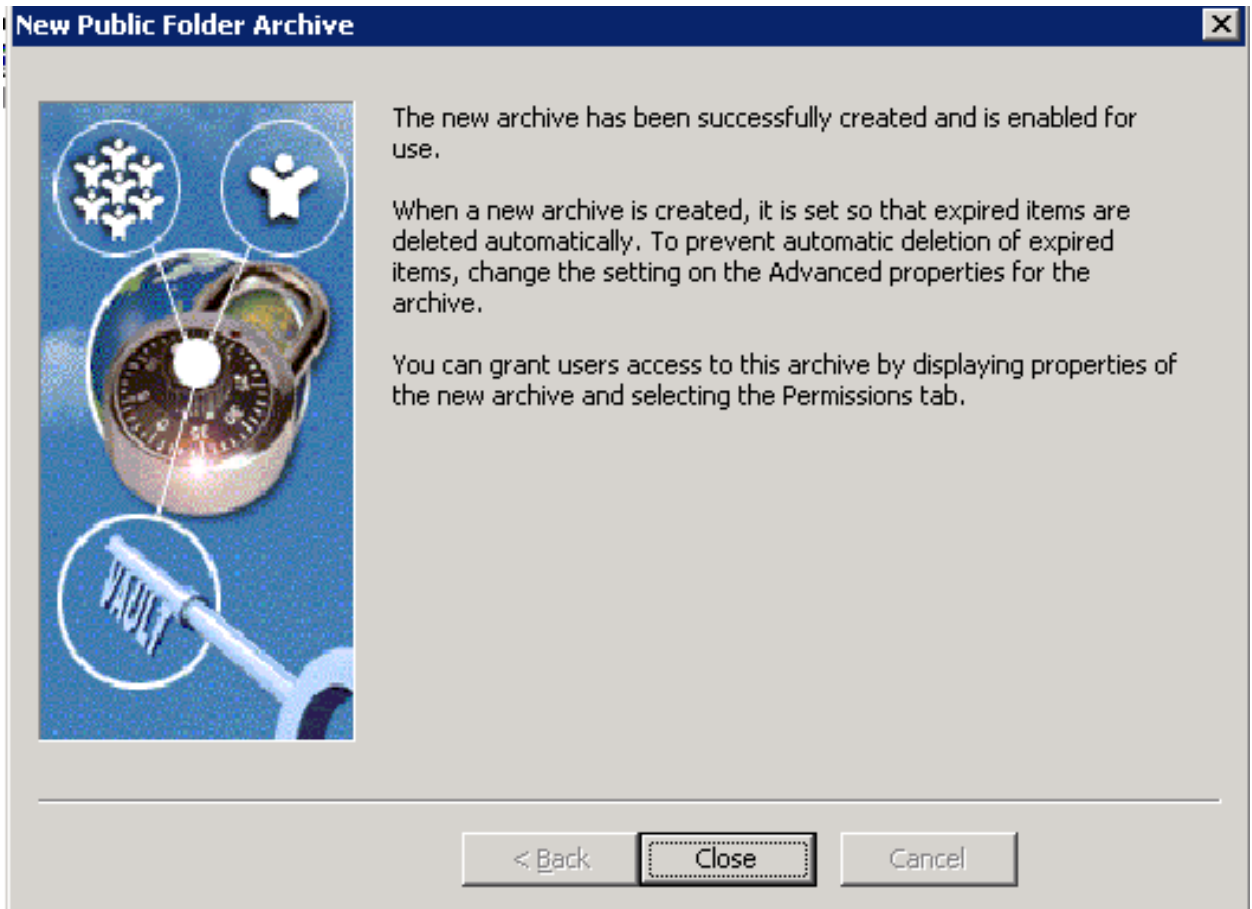 New Public Folder Archive
The new archive has been successfully created and is enabled for
use.
When a new archive is created, it is set so that expired items are
deleted automatically. To prevent automatic deletion of expired
items, change the setting on the Advanced properties for the
archive.
You can grant users access to this archive by displaying properties of
the new archive and selecting the Permissions tab.
VAULT
< Back
Close
Cancel